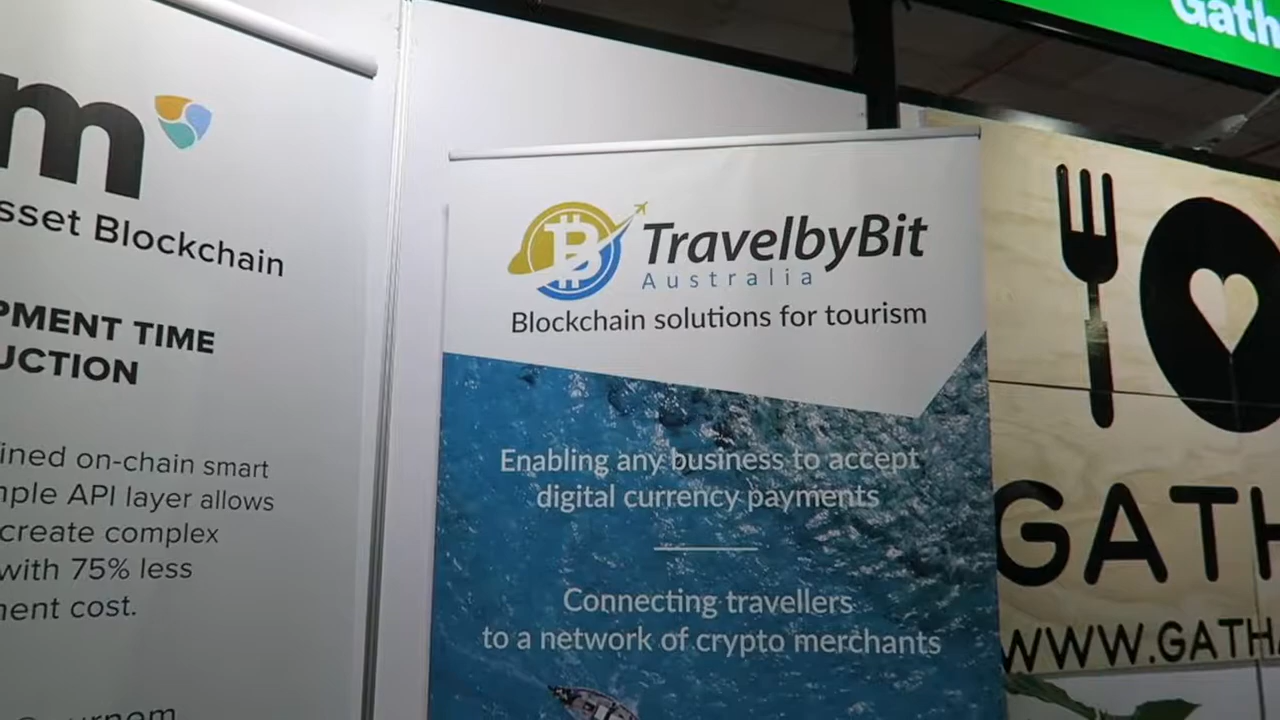 m
sset Blockchain
PMENT TIME
UCTION
ined on-chain smart
mple API layer allows
create complex
with 75% less
ment cost.
TravelbyBit
Australia
Blockchain solutions for tourism
Enabling any business to accept
digital currency payments
Connecting travellers
to a network of crypto merchants
Gath
GATH
WWW.GATHA